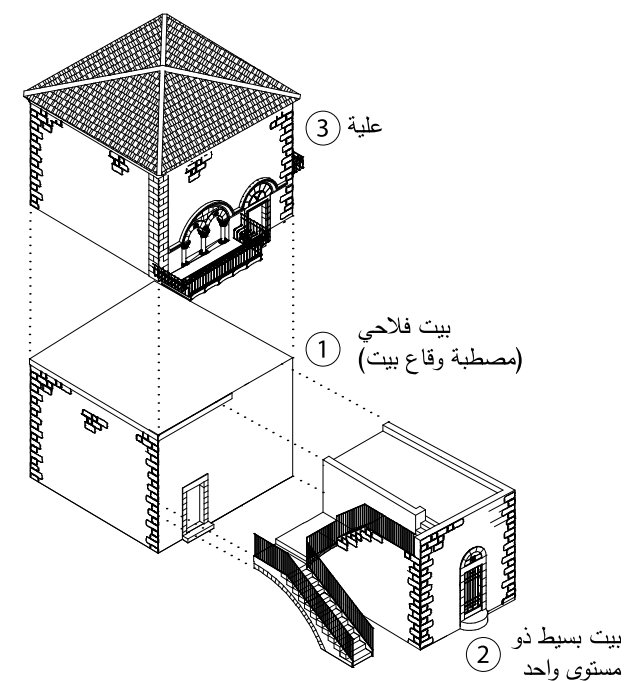 علية 3
بيت فلاحي
(مصطبة وقاع بيت)
1
بيت بسيط ذو
مستوى واحد
2